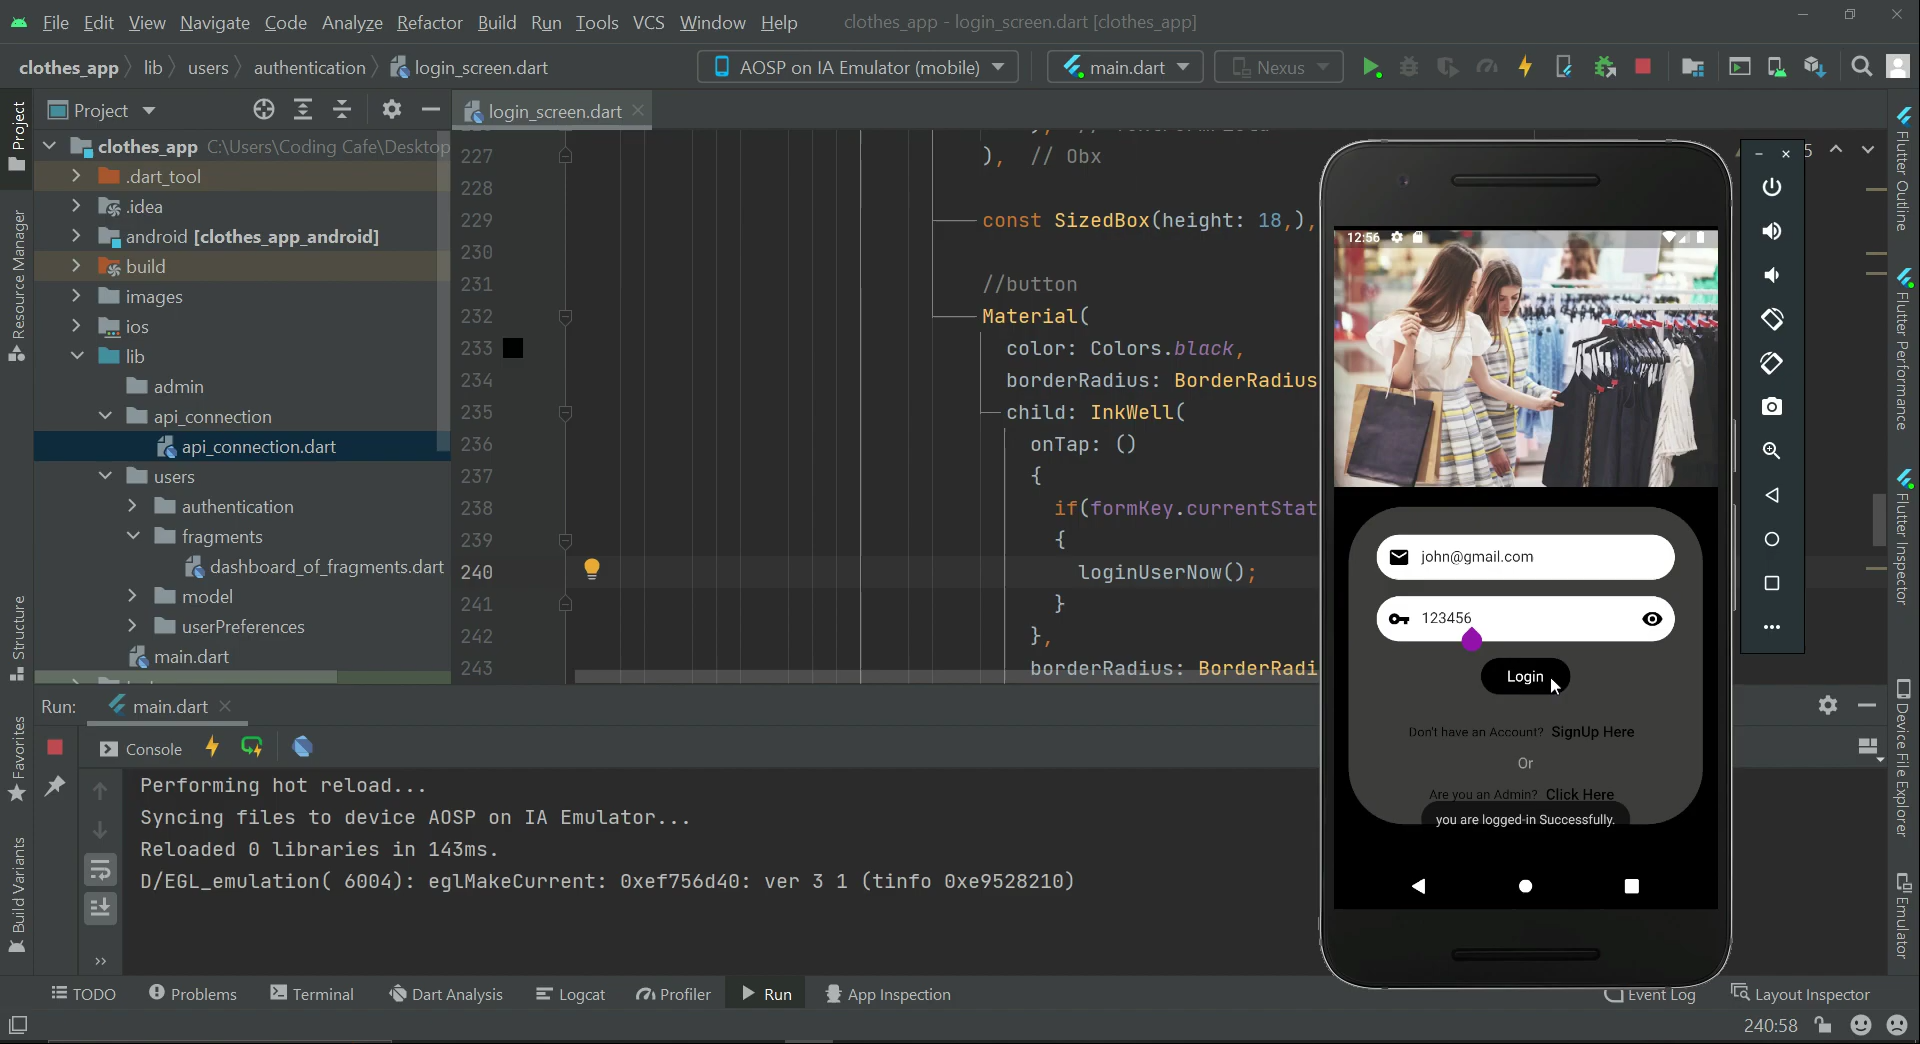 File Edit View Navigate Code Analyze Refactor Build Run Tools VCS Window Help clothes_app - login_screen.dart [clothes_app]
clothes_app lib users authentication login_screen.dart AOSP on IA Emulator (mobile) main.dart Nexus
Project
login_screen.dart
clothes_app C:\Users\Coding Cafe\Desktop
.dart_tool
.idea
android [clothes_app_android]
build
images
ios
lib
admin
api_connection
api_connection.dart
users
authentication
fragments
dashboard_of_fragments.dart
model
userPreferences
main.dart
227 ), // Obx
228
229 const SizedBox(height: 18,),
230
231 //button
232 Material(
233 color: Colors.black,
234 borderRadius: BorderRadius
235 child: InkWell(
236 onTap: ()
237 {
238 if(formKey.currentStat
239 {
240 loginUserNow();
241 }
242 },
243 borderRadius: BorderRadi
5
12:56
john@gmail.com
123456
Login
Don't have an Account? SignUp Here
Or
Are you an Admin? Click Here
you are logged-in Successfully.
Run: main.dart
Console
Performing hot reload...
Syncing files to device AOSP on IA Emulator...
Reloaded 0 libraries in 143ms.
D/EGL_emulation( 6004): eglMakeCurrent: 0xef756d40: ver 3 1 (tinfo 0xe9528210)
TODO Problems Terminal Dart Analysis Logcat Profiler Run App Inspection Event Log Layout Inspector
240:58
Project
Resource Manager
Structure
Favorites
Build Variants
Flutter Outline
Flutter Performance
Flutter Inspector
Device File Explorer
Emulator